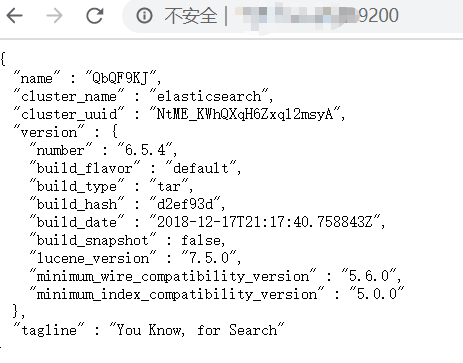 不安全 | 9200
{
"name" : "QbQF9KJ",
"cluster_name" : "elasticsearch",
"cluster_uuid" : "NtME_KWhQXqH6Zxq12msyA",
"version" : {
"number" : "6.5.4",
"build_flavor" : "default",
"build_type" : "tar",
"build_hash" : "d2ef93d",
"build_date" : "2018-12-17T21:17:40.758843Z",
"build_snapshot" : false,
"lucene_version" : "7.5.0",
"minimum_wire_compatibility_version" : "5.6.0",
"minimum_index_compatibility_version" : "5.0.0"
},
"tagline" : "You Know, for Search"